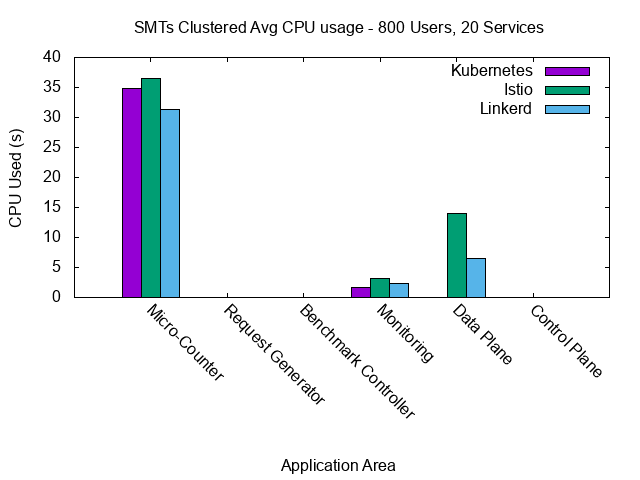 SMTs Clustered Avg CPU usage - 800 Users, 20 Services
Kubernetes
Istio
Linkerd
CPU Used (s)
40
35
30
25
20
15
10
5
0
Micro-Counter
Request Generator
Benchmark Controller
Monitoring
Data Plane
Control Plane
Application Area